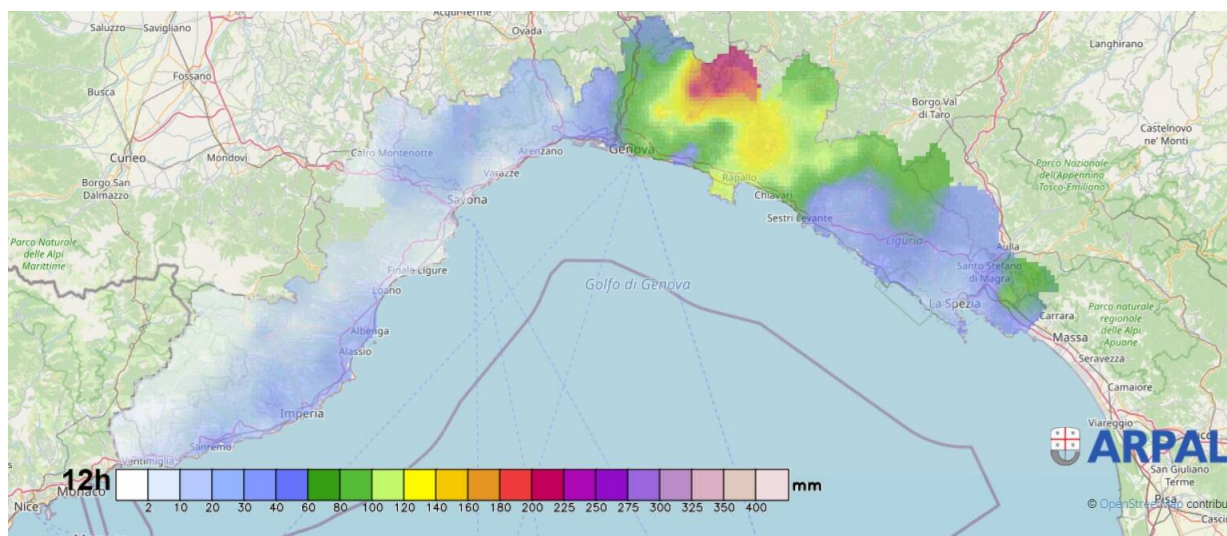 Acqui Terme
Saluzzo
Savigliano
Ovada
Langhirano
Fossano
Busca
Borgo Val
di Taro
Castelnovo
ne' Monti
Cuneo
Mondovì
Cairo Montenotte
Arenzano
Genova
Varazze
Rapallo
Parco Nazionale
dell'Appennino
Tosco-Emiliano
Borgo San
Dalmazzo
Savona
Chiavari
Sestri Levante
Parco Naturale
delle Alpi
Marittime
Liguria
Aulla
Finale Ligure
Golfo di Genova
Santo Stefano
di Magra
Loano
La Spezia
Parco naturale
regionale
delle Alpi
Apuane
Carrara
Albenga
Massa
Alassio
Seravezza
Camaiore
Imperia
Viareggio
Sanremo
ARPAL
Ventimiglia
San Giuliano
Terme
12h
mm
Monaco
2 10 20 30 40 60 80 100 120 140 160 180 200 225 250 275 300 325 350 400
Nice
Pisa
© OpenStreetMap contribu
Casci